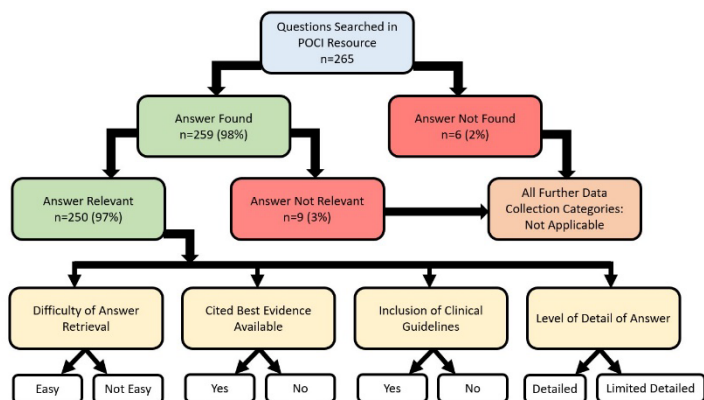 Questions Searched in
POCI Resource
n=265
Answer Found
n=259 (98%)
Answer Not Found
n=6 (2%)
Answer Relevant
n=250 (97%)
Answer Not Relevant
n=9 (3%)
All Further Data
Collection Categories:
Not Applicable
Difficulty of Answer
Retrieval
Cited Best Evidence
Available
Inclusion of Clinical
Guidelines
Level of Detail of Answer
Easy
Not Easy
Yes
No
Yes
No
Detailed
Limited Detailed